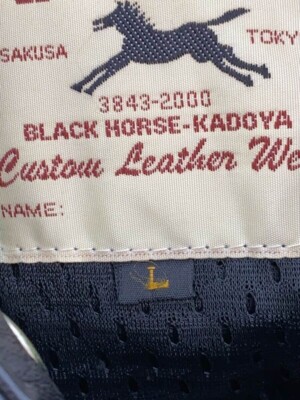 SAKUSA
TOKY
3843-2000
BLACK HORSE-KADOYA
Custom Leather We
NAME:
L